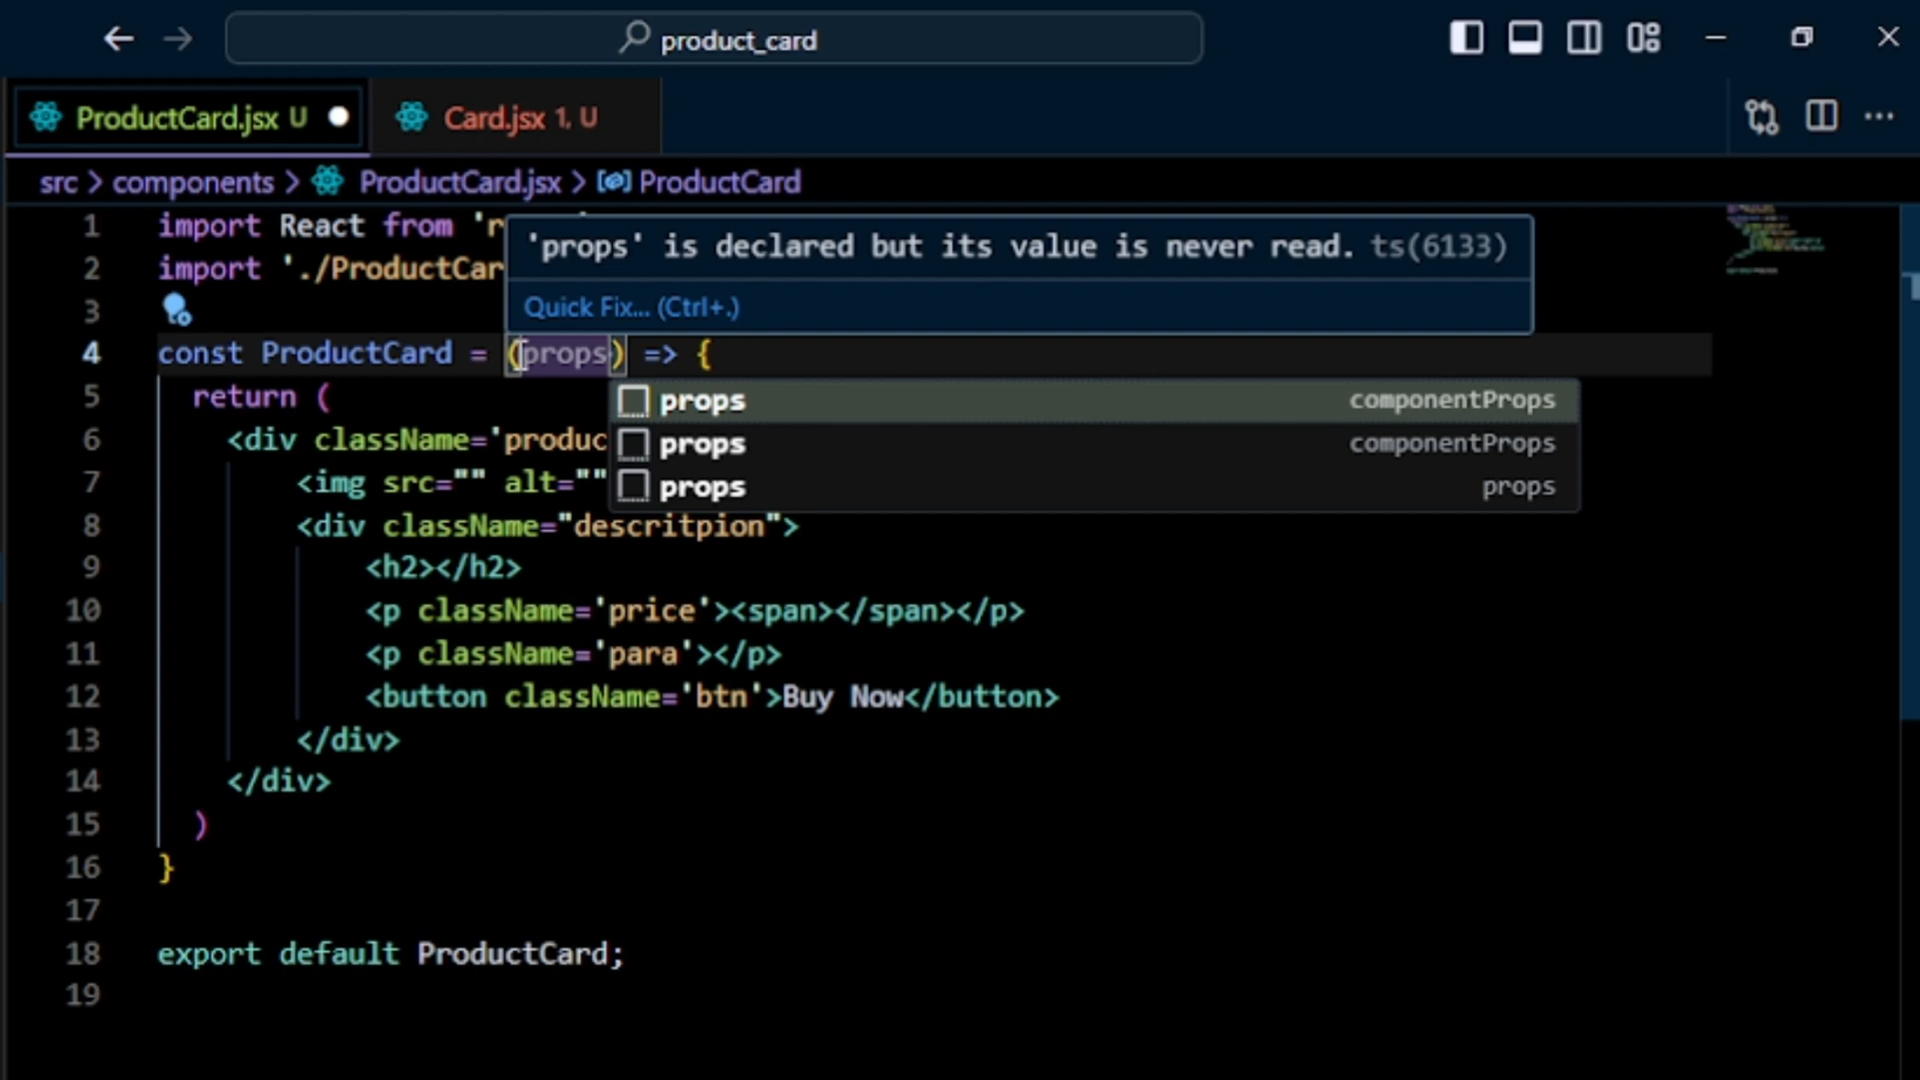 product_card
ProductCard.jsx U
Card.jsx 1, U
src > components > ProductCard.jsx > ProductCard
1 import React from 'r
2 import './ProductCar
'props' is declared but its value is never read. ts(6133)
Quick Fix... (Ctrl+.)
3
4 const ProductCard = (props) => {
5 return (
props componentProps
props componentProps
props props
6 <div className='produc
7 <img src="" alt=""
8 <div className="descritpion">
9 <h2></h2>
10 <p className='price'><span></span></p>
11 <p className='para'></p>
12 <button className='btn'>Buy Now</button>
13 </div>
14 </div>
15 )
16 }
17
18 export default ProductCard;
19